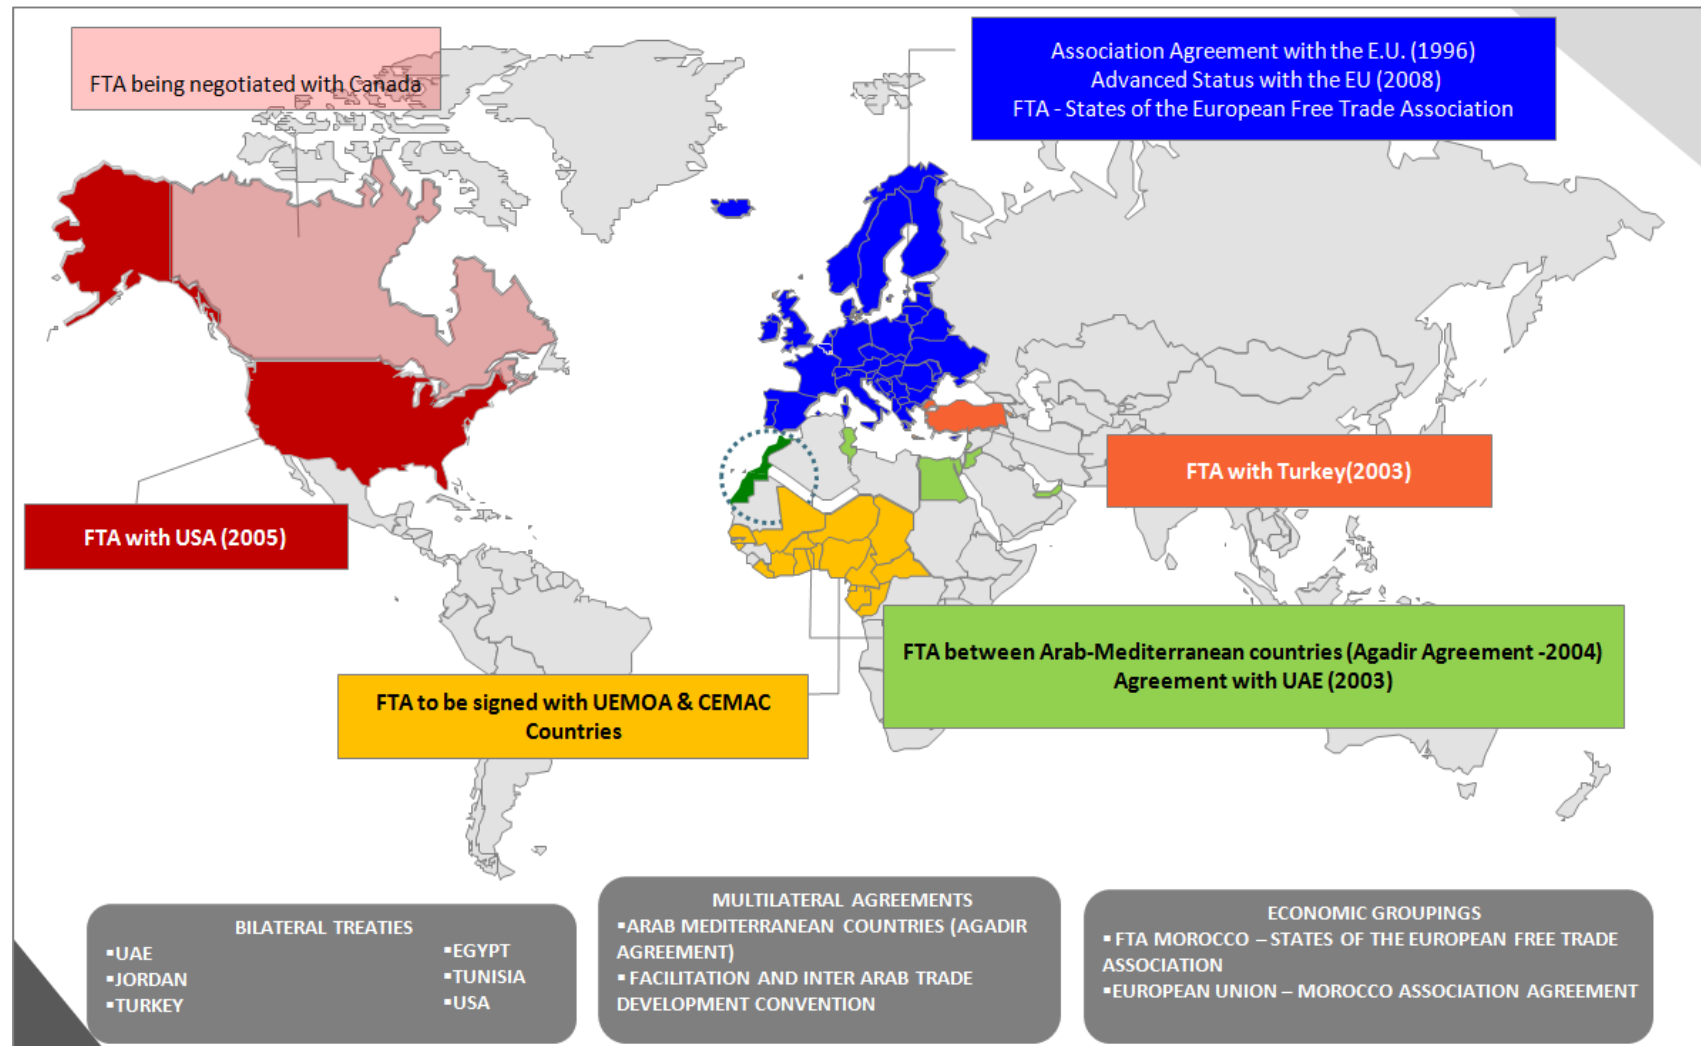 FTA being negotiated with Canada
Association Agreement with the E.U. (1996)
Advanced Status with the EU (2008)
FTA - States of the European Free Trade Association
FTA with Turkey(2003)
FTA with USA (2005)
FTA between Arab-Mediterranean countries (Agadir Agreement -2004)
Agreement with UAE (2003)
FTA to be signed with UEMOA & CEMAC
Countries
BILATERAL TREATIES
▪UAE
▪JORDAN
▪TURKEY
▪EGYPT
▪TUNISIA
▪USA
MULTILATERAL AGREEMENTS
▪ARAB MEDITERRANEAN COUNTRIES (AGADIR
AGREEMENT)
▪ FACILITATION AND INTER ARAB TRADE
DEVELOPMENT CONVENTION
ECONOMIC GROUPINGS
▪ FTA MOROCCO – STATES OF THE EUROPEAN FREE TRADE
ASSOCIATION
▪EUROPEAN UNION – MOROCCO ASSOCIATION AGREEMENT